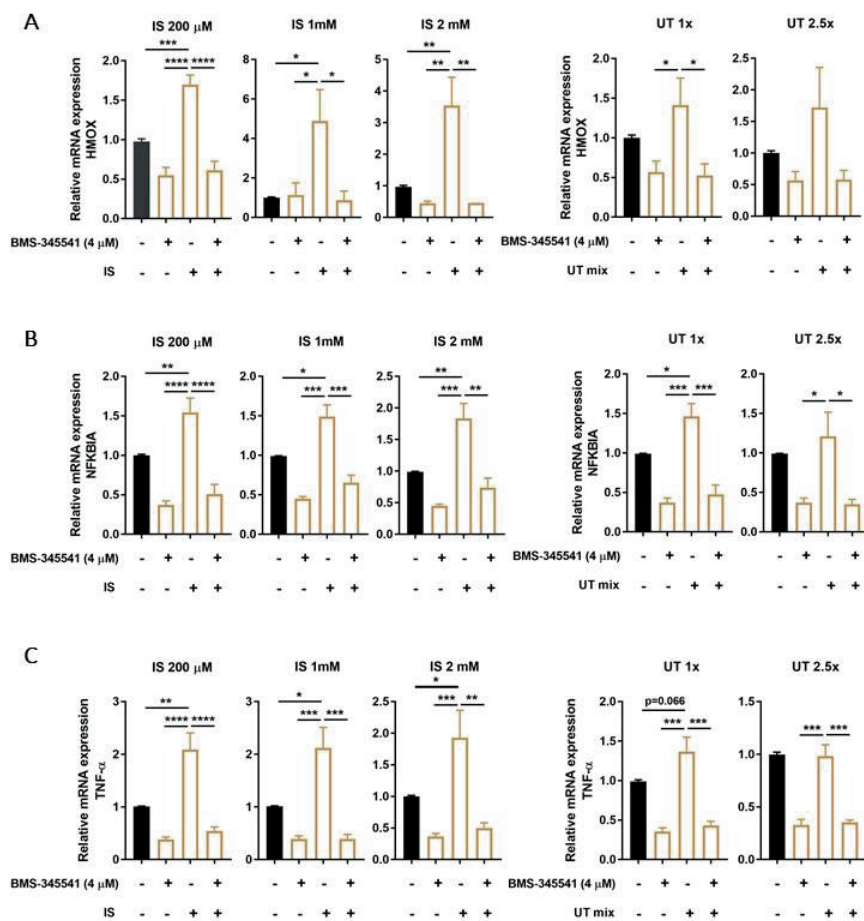 A
IS 200 μM
IS 1mM
IS 2 mM
UT 1x
UT 2.5x
Relative mRNA expression
HMOX
2.0
1.5
1.0
0.5
0.0
***
**** ****
8
6
4
2
0
*
* *
5
4
3
2
1
0
**
** **
Relative mRNA expression
HMOX
2.0
1.5
1.0
0.5
0.0
* *
2.5
2.0
1.5
1.0
0.5
0.0
BMS-345541 (4 μM) - + - + - + - + - + - +
IS - - + + - - + + - - + +
BMS-345541 (4 μM) - + - + - + - +
UT mix - - + + - - + +
B
IS 200 μM
IS 1mM
IS 2 mM
UT 1x
UT 2.5x
Relative mRNA expression
NFKBIA
2.0
1.5
1.0
0.5
0.0
**
**** ****
2.0
1.5
1.0
0.5
0.0
*
*** ***
2.5
2.0
1.5
1.0
0.5
0.0
**
*** **
Relative mRNA expression
NFKBIA
2.0
1.5
1.0
0.5
0.0
*
*** ***
2.0
1.5
1.0
0.5
0.0
* *
BMS-345541 (4 μM) - + - + - + - + - + - +
IS - - + + - - + + - - + +
BMS-345541 (4 μM) - + - + - + - +
UT mix - - + + - - + +
C
IS 200 μM
IS 1mM
IS 2 mM
UT 1x
UT 2.5x
Relative mRNA expression
TNF-α
3
2
1
0
**
**** ****
3
2
1
0
*
*** ***
2.5
2.0
1.5
1.0
0.5
0.0
*
*** **
Relative mRNA expression
TNF-α
2.0
1.5
1.0
0.5
0.0
p=0.066
*** ***
1.5
1.0
0.5
0.0
*** ***
BMS-345541 (4 μM) - + - + - + - + - + - +
IS - - + + - - + + - - + +
BMS-345541 (4 μM) - + - + - + - +
UT mix - - + + - - + +